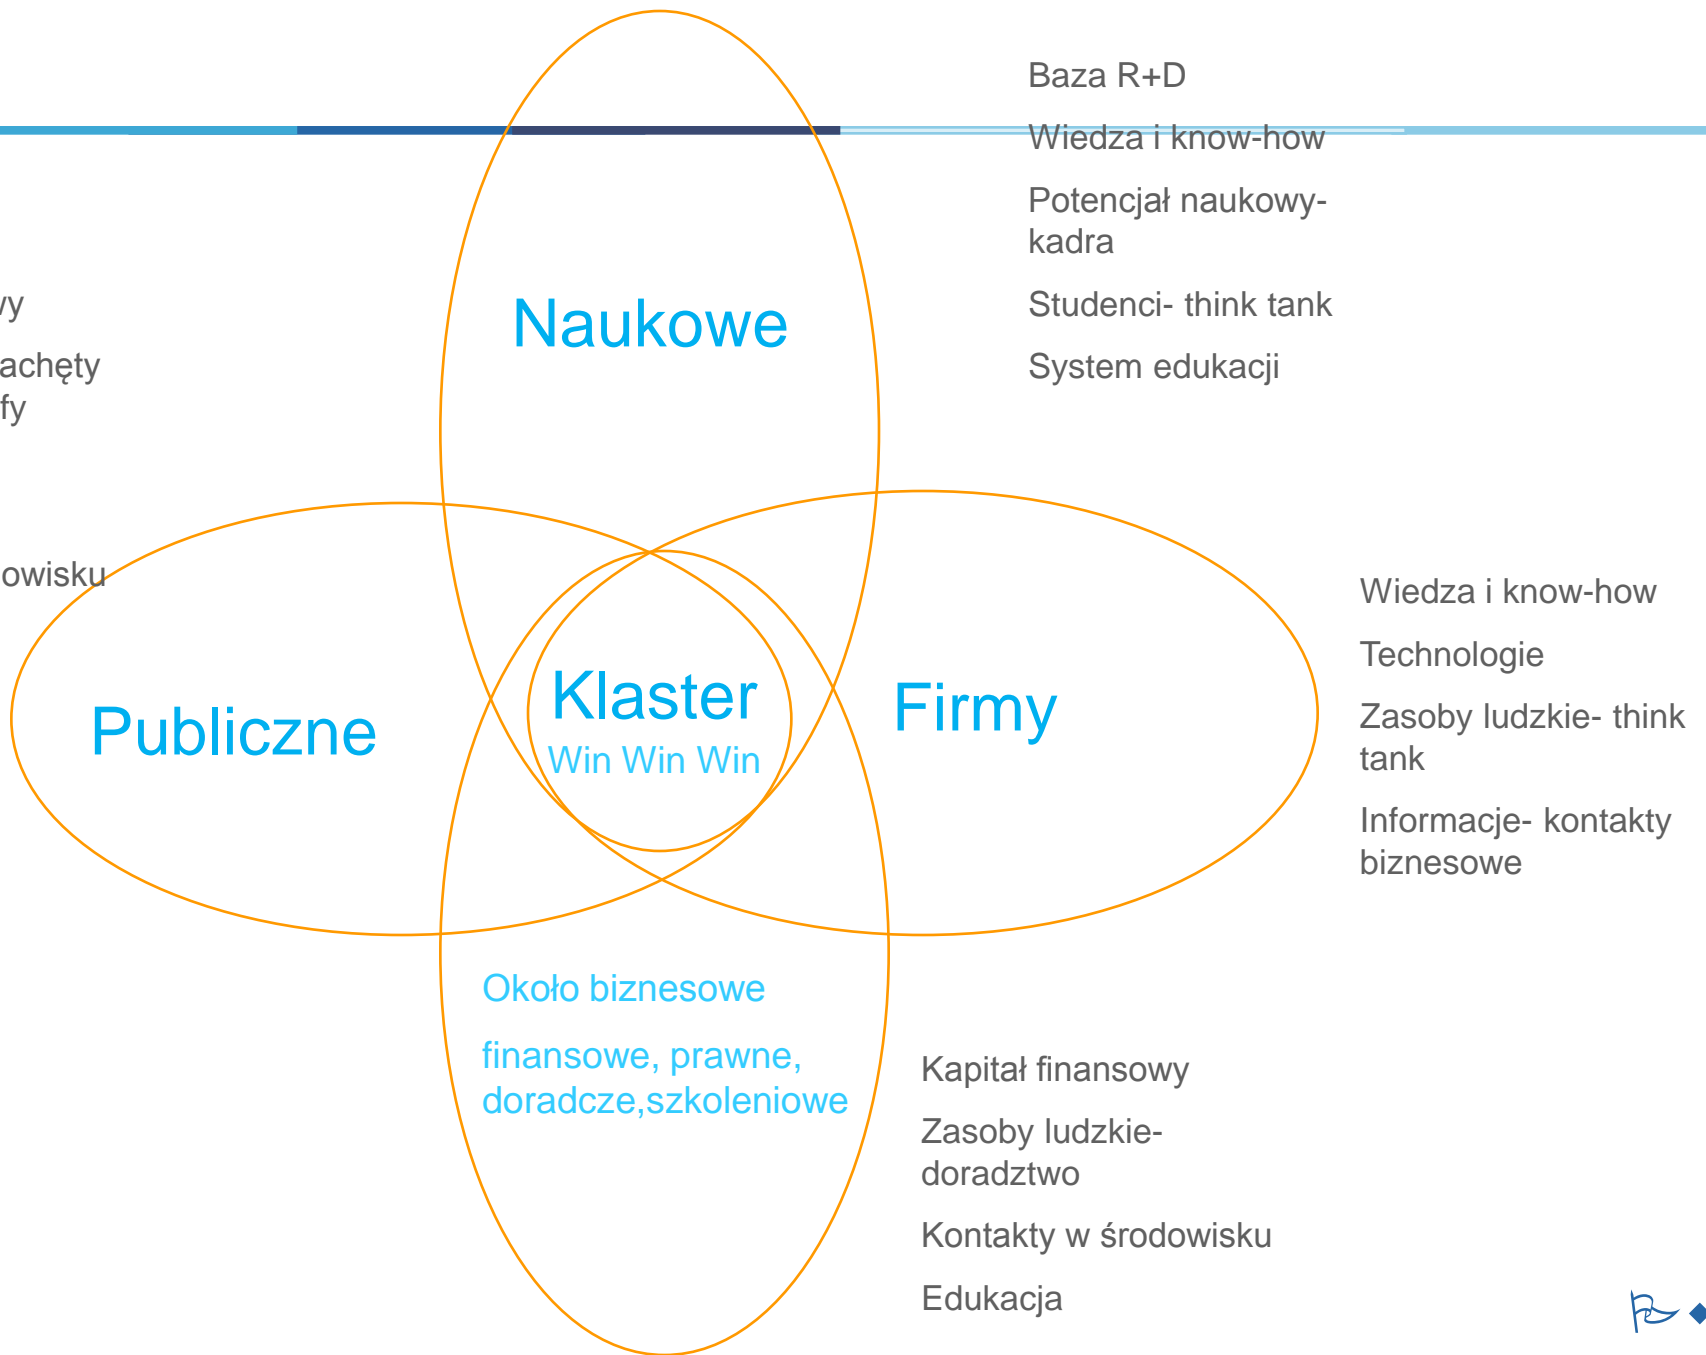 Baza R+D
Wiedza i know-how
Potencjał naukowy-
kadra
Studenci- think tank
System edukacji
Naukowe
achęty
owisku
Publiczne
Klaster
Win Win Win
Firmy
Wiedza i know-how
Technologie
Zasoby ludzkie- think
tank
Informacje- kontakty
biznesowe
Około biznesowe
finansowe, prawne,
doradcze,szkoleniowe
Kapitał finansowy
Zasoby ludzkie-
doradztwo
Kontakty w środowisku
Edukacja